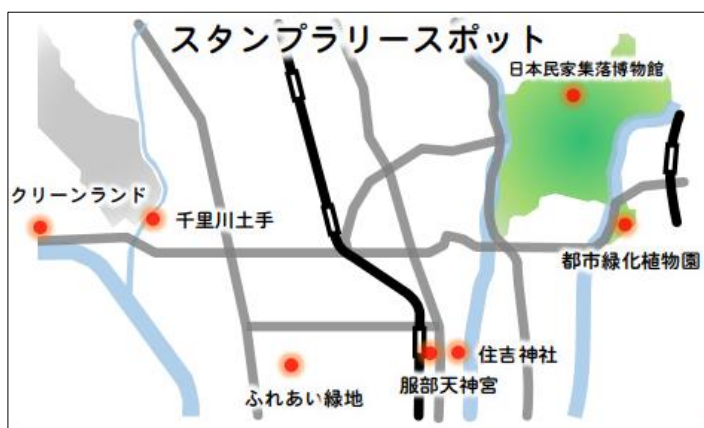 スタンプラリースポット
日本民家集落博物館
クリーンランド
千里川土手
都市緑化植物園
住吉神社
服部天神宮
ふれあい緑地